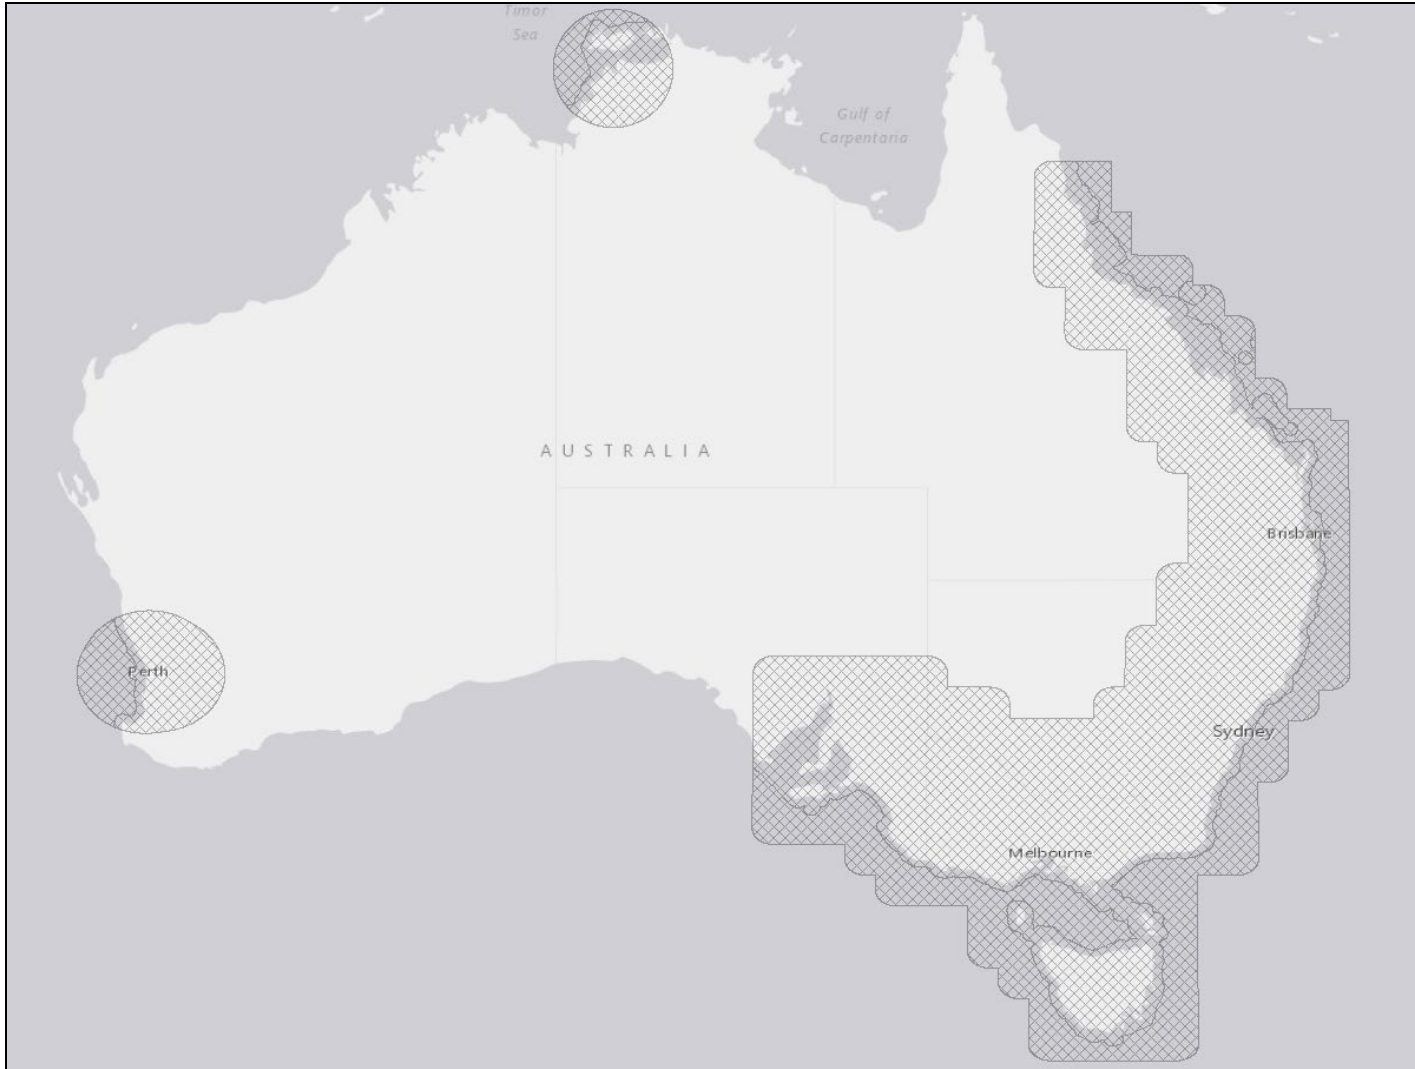 Timor
Sea
Gulf of
Carpentaria
AUSTRALIA
Brisbane
Perth
Sydney
Melbourne